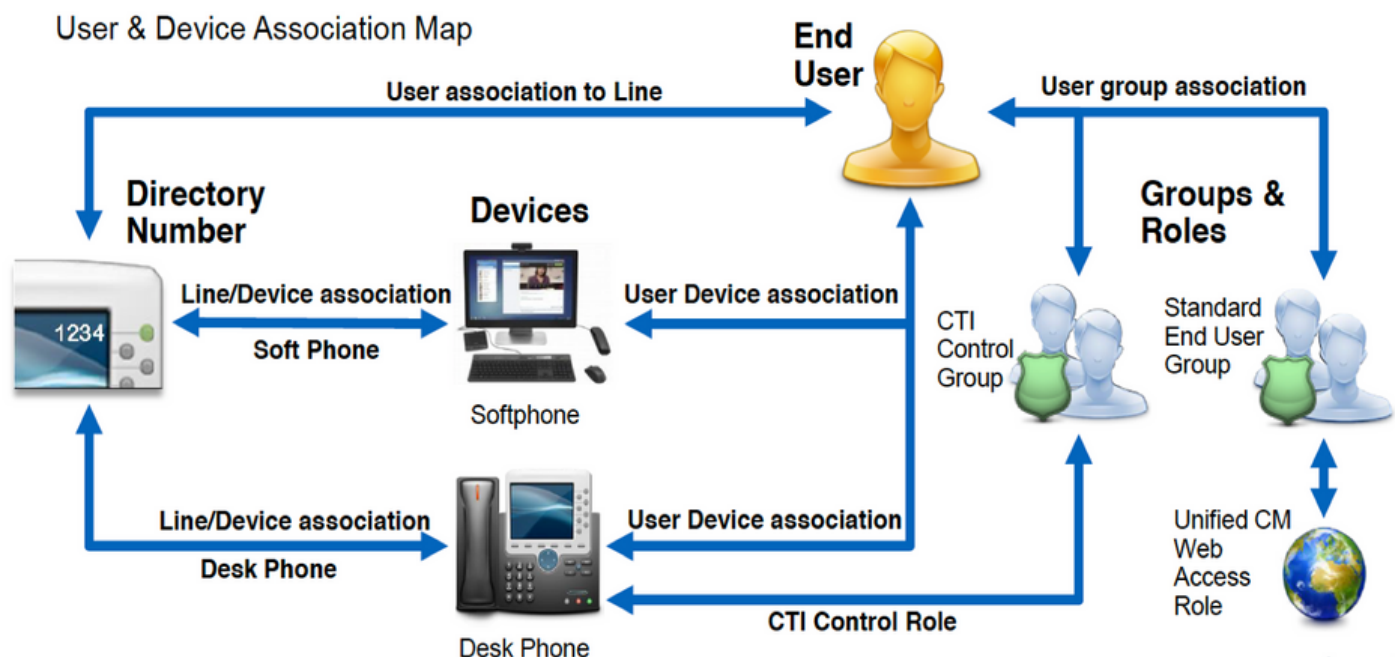 User & Device Association Map
End
User
User association to Line
User group association
Directory
Number
Devices
Groups &
Roles
1234
Line/Device association
Soft Phone
User Device association
Softphone
CTI
Control
Group
Standard
End User
Group
Line/Device association
Desk Phone
User Device association
Desk Phone
CTI Control Role
Unified CM
Web
Access
Role